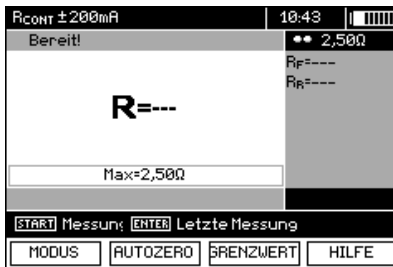 RCONT ±200mA 10:43
Bereit! 2,50Ω
RF=---
RR=---
R=---
Max=2,50Ω
START Messung ENTER Letzte Messung
MODUS AUTOZERO GRENZWERT HILFE